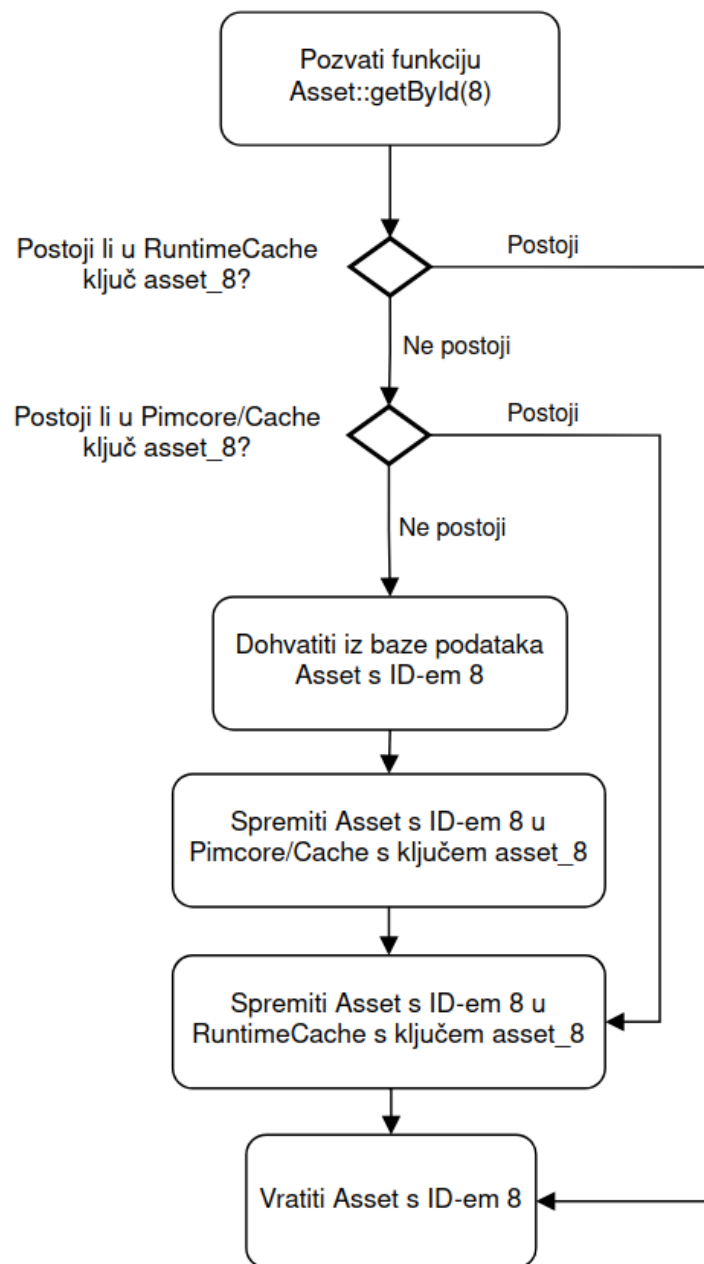 Pozvati funkciju
Asset::getById(8)
Postoji li u RuntimeCache
ključ asset_8?
Postoji
Ne postoji
Postoji li u Pimcore/Cache
ključ asset_8?
Postoji
Ne postoji
Dohvatiti iz baze podataka
Asset s ID-em 8
Spremiti Asset s ID-em 8 u
Pimcore/Cache s ključem asset_8
Spremiti Asset s ID-em 8 u
RuntimeCache s ključem asset_8
Vratiti Asset s ID-em 8